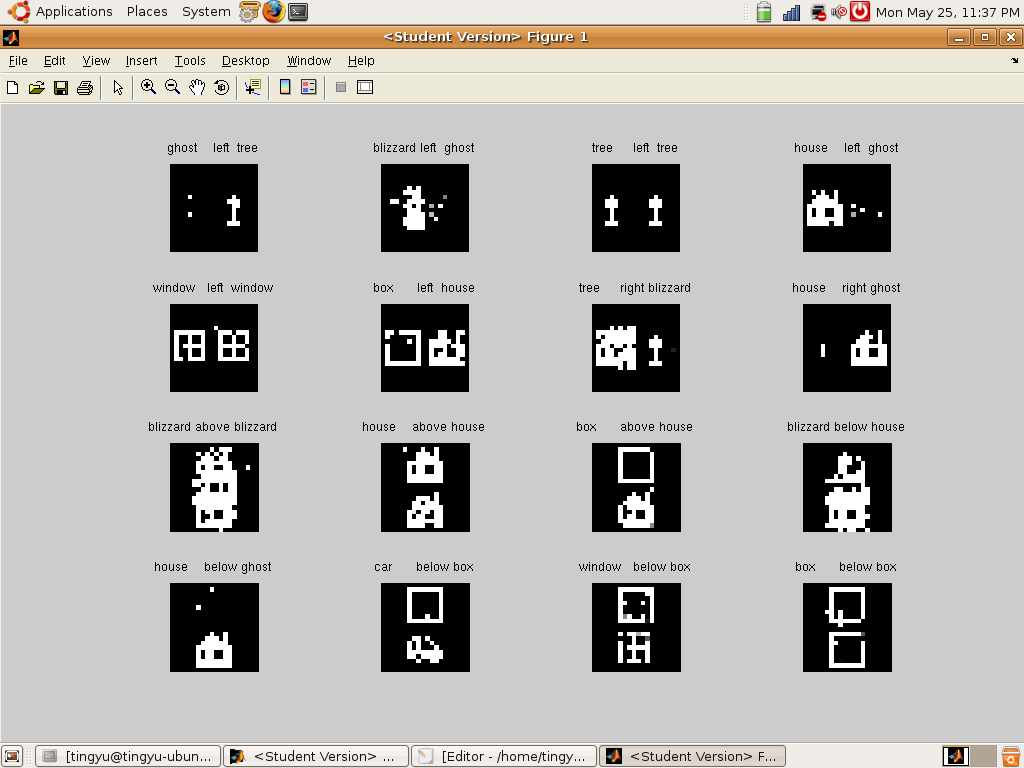 Applications Places System Mon May 25, 11:37 PM
<Student Version> Figure 1
File Edit View Insert Tools Desktop Window Help
ghost left tree
blizzard left ghost
tree left tree
house left ghost
window left window
box left house
tree right blizzard
house right ghost
blizzard above blizzard
house above house
box above house
blizzard below house
house below ghost
car below box
window below box
box below box
[tingyu@tingyu-ubun... <Student Version> ... [Editor - /home/tingy... <Student Version> F...